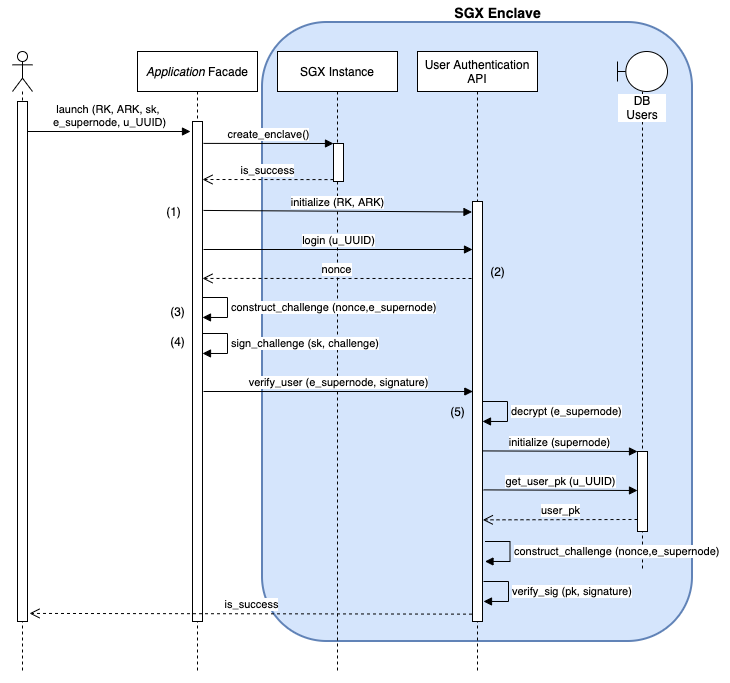 SGX Enclave
Application Facade
SGX Instance
User Authentication
API
DB
Users
launch (RK, ARK, sk,
e_supernode, u_UUID)
create_enclave()
is_success
(1)
initialize (RK, ARK)
login (u_UUID)
nonce
(2)
(3)
construct_challenge (nonce,e_supernode)
(4)
sign_challenge (sk, challenge)
verify_user (e_supernode, signature)
(5)
decrypt (e_supernode)
initialize (supernode)
get_user_pk (u_UUID)
user_pk
construct_challenge (nonce,e_supernode)
verify_sig (pk, signature)
is_success